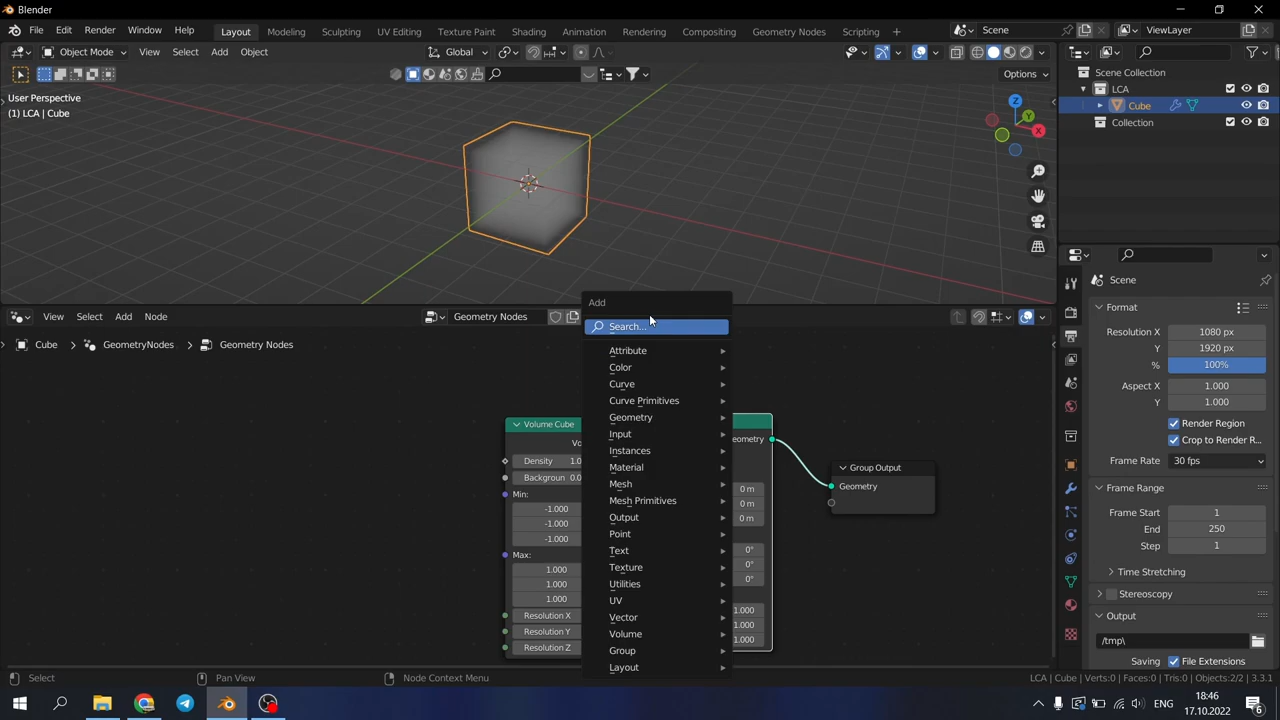 Blender
File Edit Render Window Help Layout Modeling Sculpting UV Editing Texture Paint Shading Animation Rendering Compositing Geometry Nodes Scripting + Scene ViewLayer
Object Mode View Select Add Object Global
Options
User Perspective
(1) LCA | Cube
Z
Y
X
Scene Collection
LCA
Cube
Collection
Scene
Format
Resolution X 1080 px
Y 1920 px
% 100%
Aspect X 1.000
Y 1.000
Render Region
Crop to Render R...
Frame Rate 30 fps
Frame Range
Frame Start 1
End 250
Step 1
Time Stretching
Stereoscopy
Output
/tmp\
Saving File Extensions
View Select Add Node Geometry Nodes
Cube GeometryNodes Geometry Nodes
Add
Search...
Attribute
Color
Curve
Curve Primitives
Geometry
Input
Instances
Material
Mesh
Mesh Primitives
Output
Point
Text
Texture
Utilities
UV
Vector
Volume
Group
Layout
Volume Cube
Vo
Density 1.0
Backgroun 0.0
Min:
-1.000
-1.000
-1.000
Max:
1.000
1.000
1.000
Resolution X
Resolution Y
Resolution Z
eometry
0 m
0 m
0 m
0°
0°
0°
1.000
1.000
1.000
Group Output
Geometry
Select Pan View Node Context Menu LCA | Cube | Verts:0 | Faces:0 | Tris:0 | Objects:2/2 | 3.3.1
ENG 18:46
17.10.2022
6